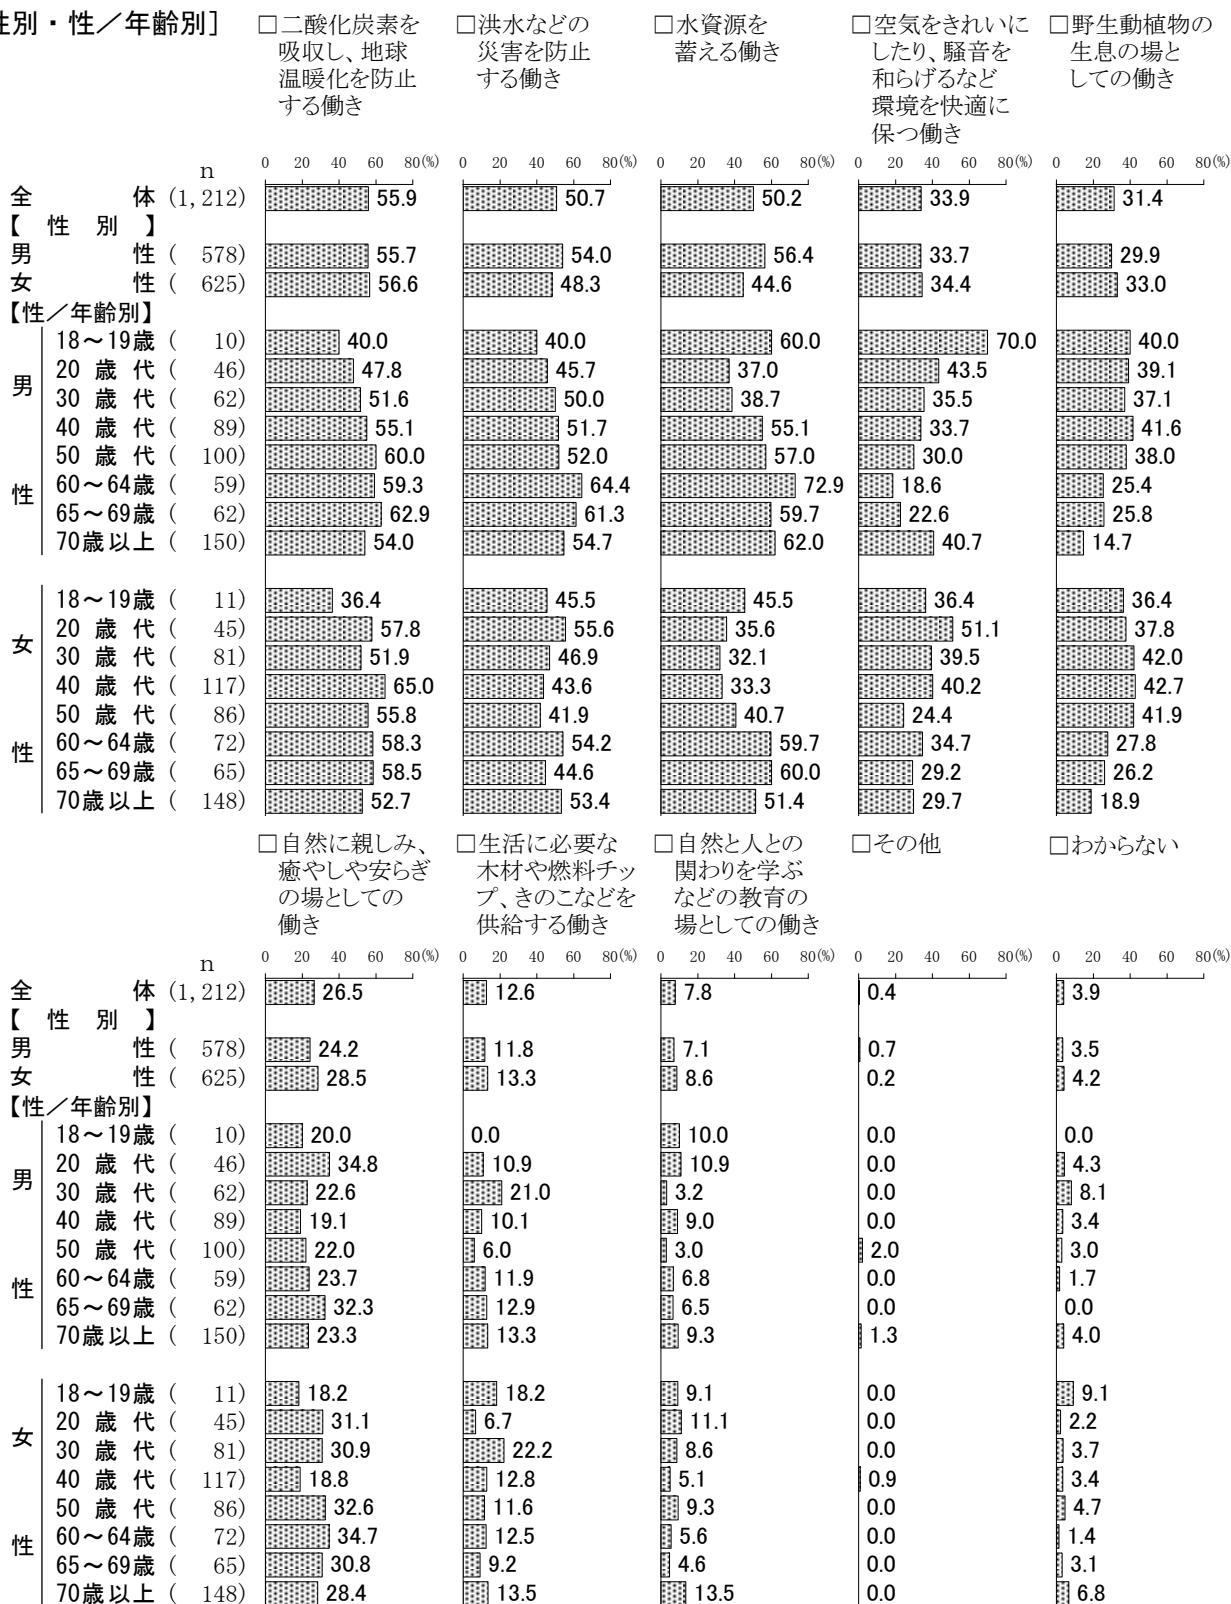 性別・性／年齢別］
□二酸化炭素を
吸収し、地球
温暖化を防止
する働き
□洪水などの
災害を防止
する働き
□水資源を
蓄える働き
□空気をきれいに
したり、騒音を
和らげるなど
環境を快適に
保つ働き
□野生動植物の
生息の場と
しての働き
n 0 20 40 60 80(%) 0 20 40 60 80(%) 0 20 40 60 80(%) 0 20 40 60 80(%) 0 20 40 60 80(%)
全体 (1,212) 55.9 50.7 50.2 33.9 31.4
【性別】
男性 (578) 55.7 54.0 56.4 33.7 29.9
女性 (625) 56.6 48.3 44.6 34.4 33.0
【性／年齢別】
男性
18～19歳 (10) 40.0 40.0 60.0 70.0 40.0
20歳代 (46) 47.8 45.7 37.0 43.5 39.1
30歳代 (62) 51.6 50.0 38.7 35.5 37.1
40歳代 (89) 55.1 51.7 55.1 33.7 41.6
50歳代 (100) 60.0 52.0 57.0 30.0 38.0
60～64歳 (59) 59.3 64.4 72.9 18.6 25.4
65～69歳 (62) 62.9 61.3 59.7 22.6 25.8
70歳以上 (150) 54.0 54.7 62.0 40.7 14.7
女性
18～19歳 (11) 36.4 45.5 45.5 36.4 36.4
20歳代 (45) 57.8 55.6 35.6 51.1 37.8
30歳代 (81) 51.9 46.9 32.1 39.5 42.0
40歳代 (117) 65.0 43.6 33.3 40.2 42.7
50歳代 (86) 55.8 41.9 40.7 24.4 41.9
60～64歳 (72) 58.3 54.2 59.7 34.7 27.8
65～69歳 (65) 58.5 44.6 60.0 29.2 26.2
70歳以上 (148) 52.7 53.4 51.4 29.7 18.9
□自然に親しみ、
癒やしや安らぎ
の場としての
働き
□生活に必要な
木材や燃料チッ
プ、きのこなどを
供給する働き
□自然と人との
関わりを学ぶ
などの教育の
場としての働き
□その他
□わからない
n 0 20 40 60 80(%) 0 20 40 60 80(%) 0 20 40 60 80(%) 0 20 40 60 80(%) 0 20 40 60 80(%)
全体 (1,212) 26.5 12.6 7.8 0.4 3.9
【性別】
男性 (578) 24.2 11.8 7.1 0.7 3.5
女性 (625) 28.5 13.3 8.6 0.2 4.2
【性／年齢別】
男性
18～19歳 (10) 20.0 0.0 10.0 0.0 0.0
20歳代 (46) 34.8 10.9 10.9 0.0 4.3
30歳代 (62) 22.6 21.0 3.2 0.0 8.1
40歳代 (89) 19.1 10.1 9.0 0.0 3.4
50歳代 (100) 22.0 6.0 3.0 2.0 3.0
60～64歳 (59) 23.7 11.9 6.8 0.0 1.7
65～69歳 (62) 32.3 12.9 6.5 0.0 0.0
70歳以上 (150) 23.3 13.3 9.3 1.3 4.0
女性
18～19歳 (11) 18.2 18.2 9.1 0.0 9.1
20歳代 (45) 31.1 6.7 11.1 0.0 2.2
30歳代 (81) 30.9 22.2 8.6 0.0 3.7
40歳代 (117) 18.8 12.8 5.1 0.9 3.4
50歳代 (86) 32.6 11.6 9.3 0.0 4.7
60～64歳 (72) 34.7 12.5 5.6 0.0 1.4
65～69歳 (65) 30.8 9.2 4.6 0.0 3.1
70歳以上 (148) 28.4 13.5 13.5 0.0 6.8